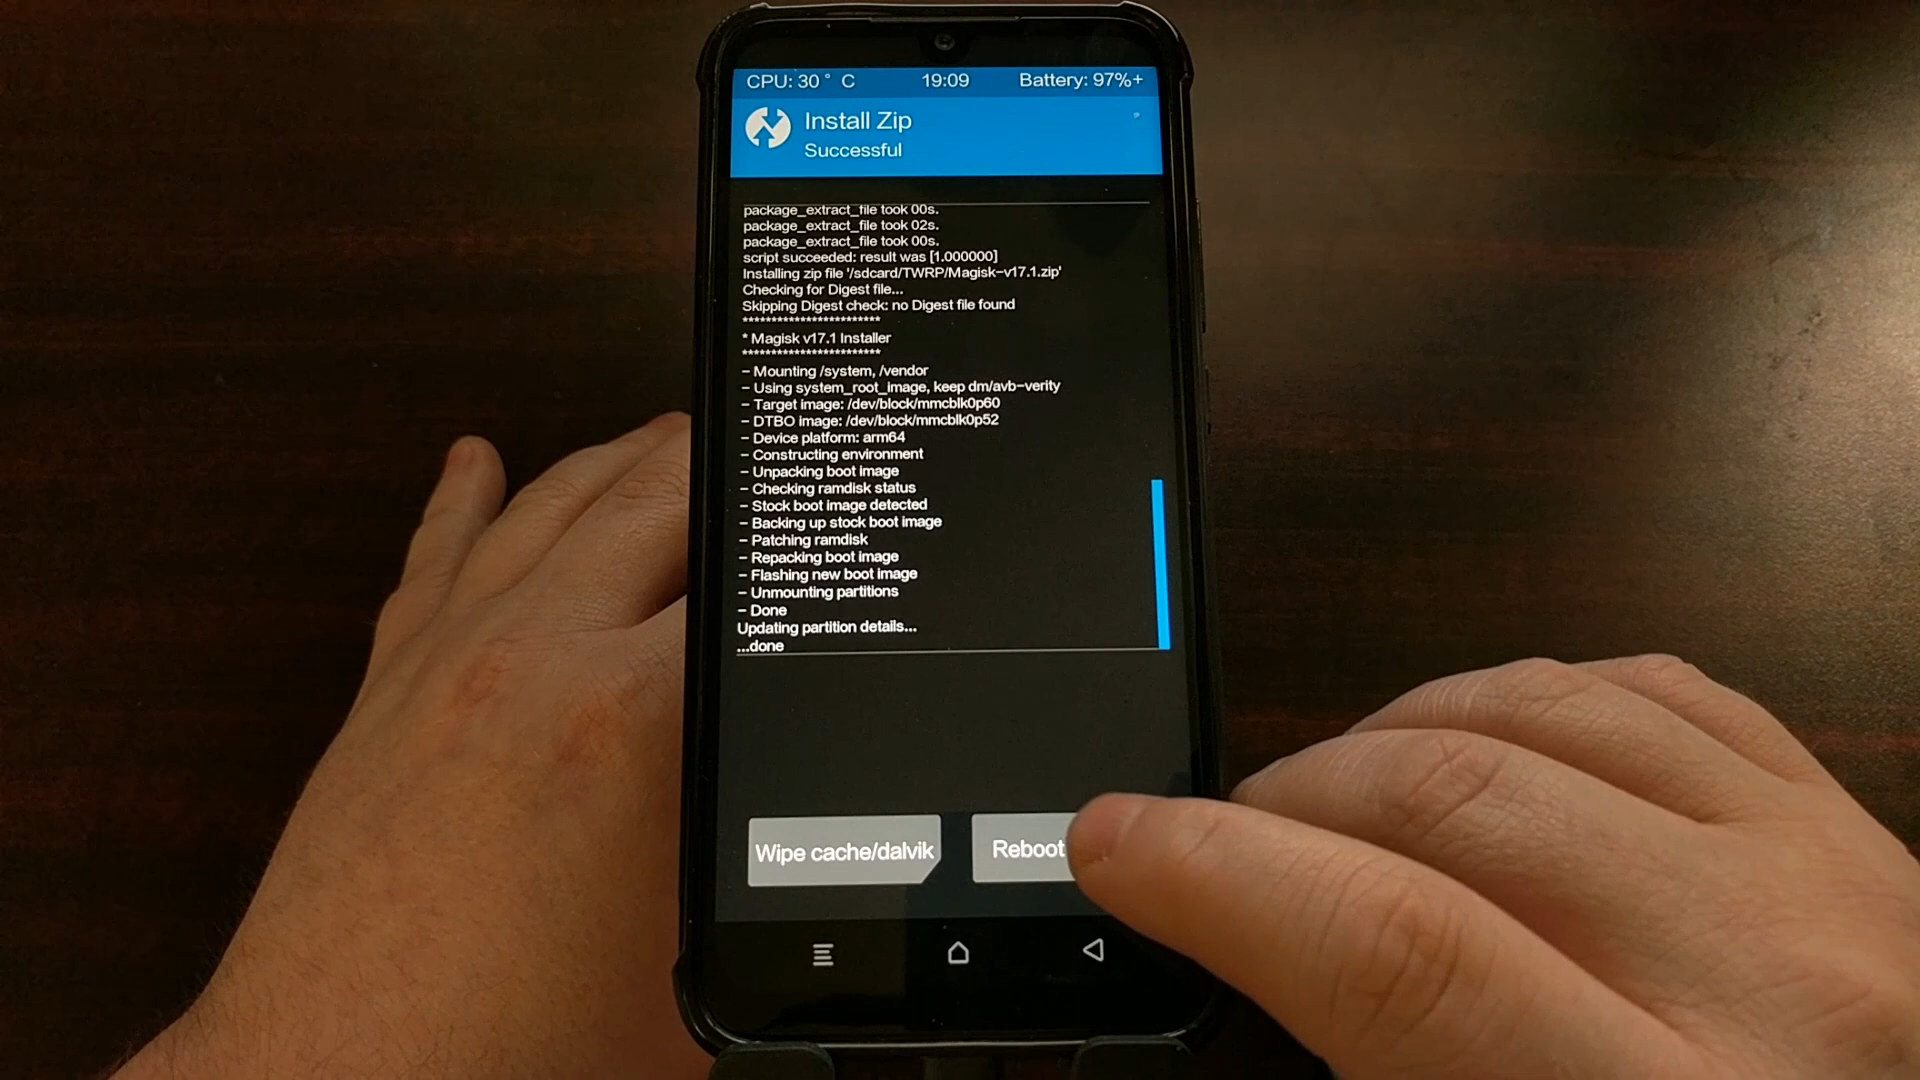 CPU: 30 ° C 19:09 Battery: 97%+
Install Zip
Successful
package_extract_file took 00s.
package_extract_file took 02s.
package_extract_file took 00s.
script succeeded: result was [1.000000]
Installing zip file '/sdcard/TWRP/Magisk-v17.1.zip'
Checking for Digest file...
Skipping Digest check: no Digest file found
************************
* Magisk v17.1 Installer
************************
- Mounting /system, /vendor
- Using system_root_image, keep dm/avb-verity
- Target image: /dev/block/mmcblk0p60
- DTBO image: /dev/block/mmcblk0p52
- Device platform: arm64
- Constructing environment
- Unpacking boot image
- Checking ramdisk status
- Stock boot image detected
- Backing up stock boot image
- Patching ramdisk
- Repacking boot image
- Flashing new boot image
- Unmounting partitions
- Done
Updating partition details...
...done
Wipe cache/dalvik
Reboot